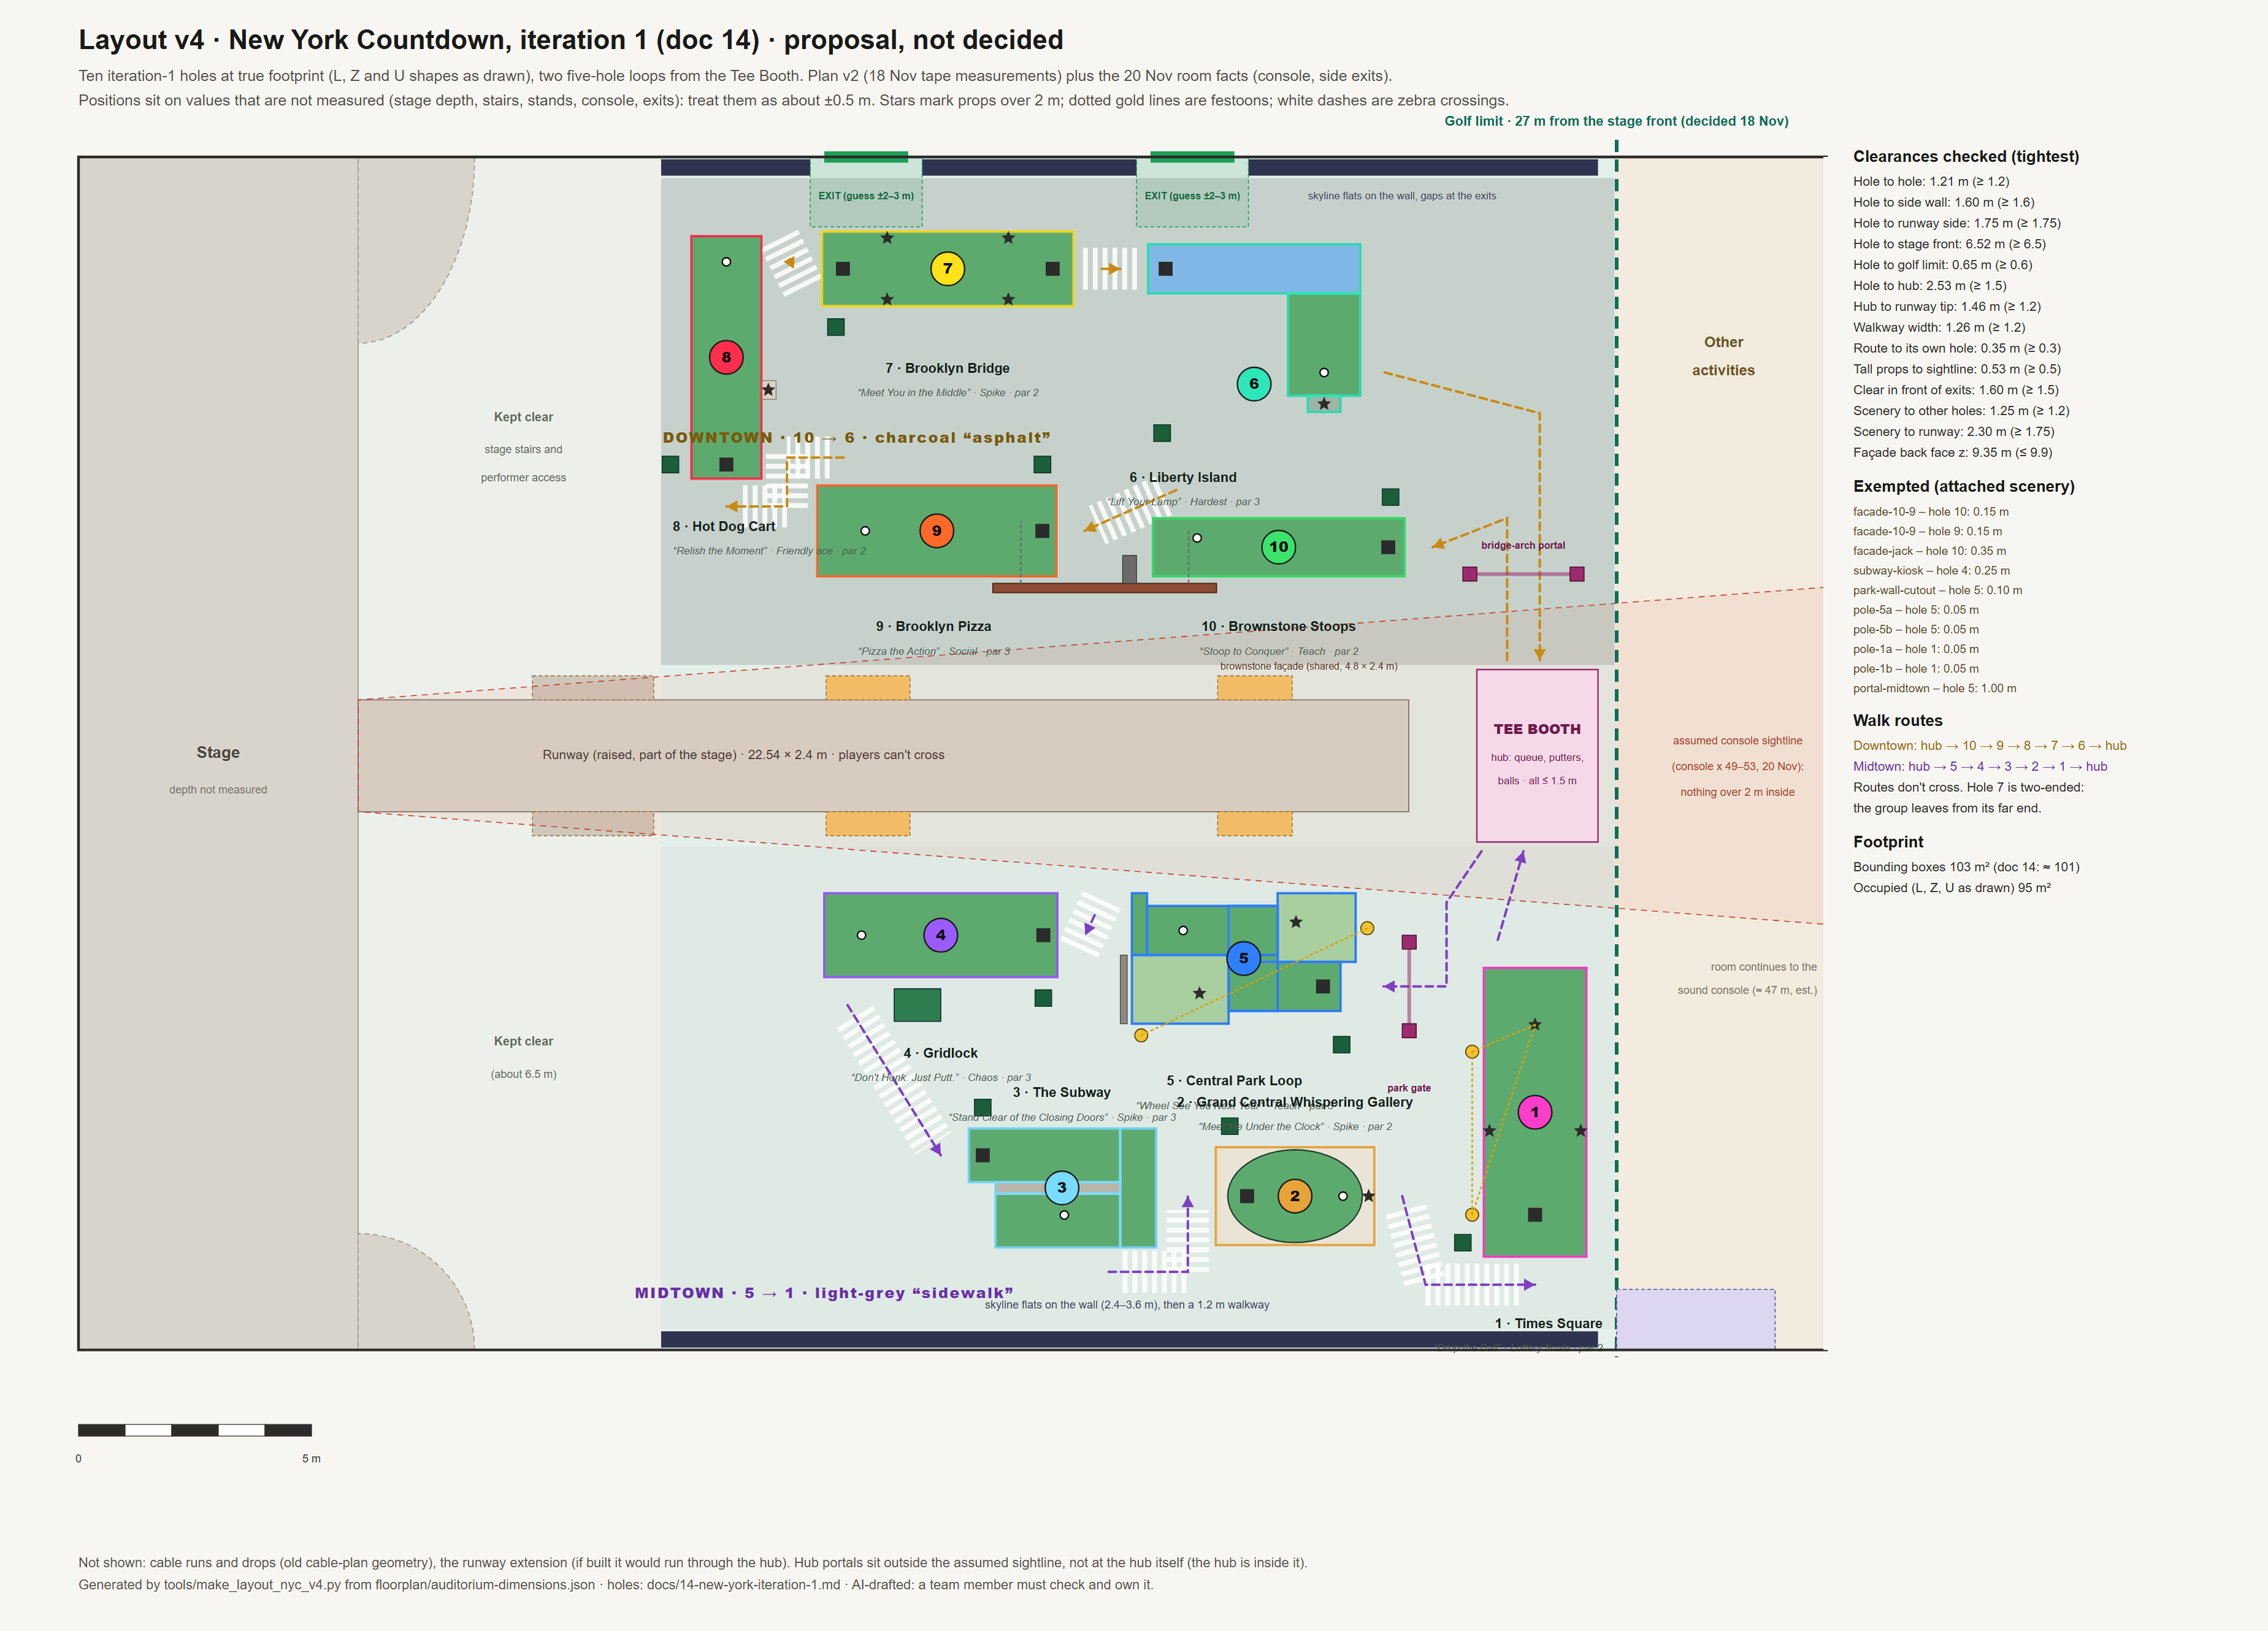 Layout v4 · New York Countdown, iteration 1 (doc 14) · proposal, not decided
Ten iteration-1 holes at true footprint (L, Z and U shapes as drawn), two five-hole loops from the Tee Booth. Plan v2 (18 Nov tape measurements) plus the 20 Nov room facts (console, side exits).
Positions sit on values that are not measured (stage depth, stairs, stands, console, exits): treat them as about ±0.5 m. Stars mark props over 2 m; dotted gold lines are festoons; white dashes are zebra crossings.
Golf limit · 27 m from the stage front (decided 18 Nov)
EXIT (guess ±2–3 m)
EXIT (guess ±2–3 m)
skyline flats on the wall, gaps at the exits
7
8
6
7 · Brooklyn Bridge
"Meet You in the Middle" · Spike · par 2
Other
activities
Kept clear
stage stairs and
performer access
DOWNTOWN · 10 → 6 · charcoal “asphalt”
6 · Liberty Island
"Lift Your Lamp" · Hardest · par 3
8 · Hot Dog Cart
"Relish the Moment" · Friendly ace · par 2
9
10
bridge-arch portal
9 · Brooklyn Pizza
"Pizza the Action" · Social · par 3
10 · Brownstone Stoops
"Stoop to Conquer" · Teach · par 2
brownstone façade (shared, 4.8 × 2.4 m)
Stage
depth not measured
Runway (raised, part of the stage) · 22.54 × 2.4 m · players can't cross
TEE BOOTH
hub: queue, putters,
balls · all ≤ 1.5 m
assumed console sightline
(console x 49–53, 20 Nov):
nothing over 2 m inside
4
5
room continues to the
sound console (≈ 47 m, est.)
Kept clear
(about 6.5 m)
4 · Gridlock
"Don't Honk. Just Putt." · Chaos · par 3
3 · The Subway
"Stand Clear of the Closing Doors" · Spike · par 3
5 · Central Park Loop
"Wheel See You Next Year" · Teach ·
2 · Grand Central Whispering Gallery
"Meet Me Under the Clock" · Spike · par 2
park gate
1
3
2
MIDTOWN · 5 → 1 · light-grey “sidewalk”
skyline flats on the wall (2.4–3.6 m), then a 1.2 m walkway
1 · Times Square
0
5 m
Clearances checked (tightest)
Hole to hole: 1.21 m (≥ 1.2)
Hole to side wall: 1.60 m (≥ 1.6)
Hole to runway side: 1.75 m (≥ 1.75)
Hole to stage front: 6.52 m (≥ 6.5)
Hole to golf limit: 0.65 m (≥ 0.6)
Hole to hub: 2.53 m (≥ 1.5)
Hub to runway tip: 1.46 m (≥ 1.2)
Walkway width: 1.26 m (≥ 1.2)
Route to its own hole: 0.35 m (≥ 0.3)
Tall props to sightline: 0.53 m (≥ 0.5)
Clear in front of exits: 1.60 m (≥ 1.5)
Scenery to other holes: 1.25 m (≥ 1.2)
Scenery to runway: 2.30 m (≥ 1.75)
Façade back face z: 9.35 m (≤ 9.9)
Exempted (attached scenery)
facade-10-9 – hole 10: 0.15 m
facade-10-9 – hole 9: 0.15 m
facade-jack – hole 10: 0.35 m
subway-kiosk – hole 4: 0.25 m
park-wall-cutout – hole 5: 0.10 m
pole-5a – hole 5: 0.05 m
pole-5b – hole 5: 0.05 m
pole-1a – hole 1: 0.05 m
pole-1b – hole 1: 0.05 m
portal-midtown – hole 5: 1.00 m
Walk routes
Downtown: hub → 10 → 9 → 8 → 7 → 6 → hub
Midtown: hub → 5 → 4 → 3 → 2 → 1 → hub
Routes don't cross. Hole 7 is two-ended:
the group leaves from its far end.
Footprint
Bounding boxes 103 m² (doc 14: ≈ 101)
Occupied (L, Z, U as drawn) 95 m²
Not shown: cable runs and drops (old cable-plan geometry), the runway extension (if built it would run through the hub). Hub portals sit outside the assumed sightline, not at the hub itself (the hub is inside it).
Generated by tools/make_layout_nyc_v4.py from floorplan/auditorium-dimensions.json · holes: docs/14-new-york-iteration-1.md · AI-drafted: a team member must check and own it.